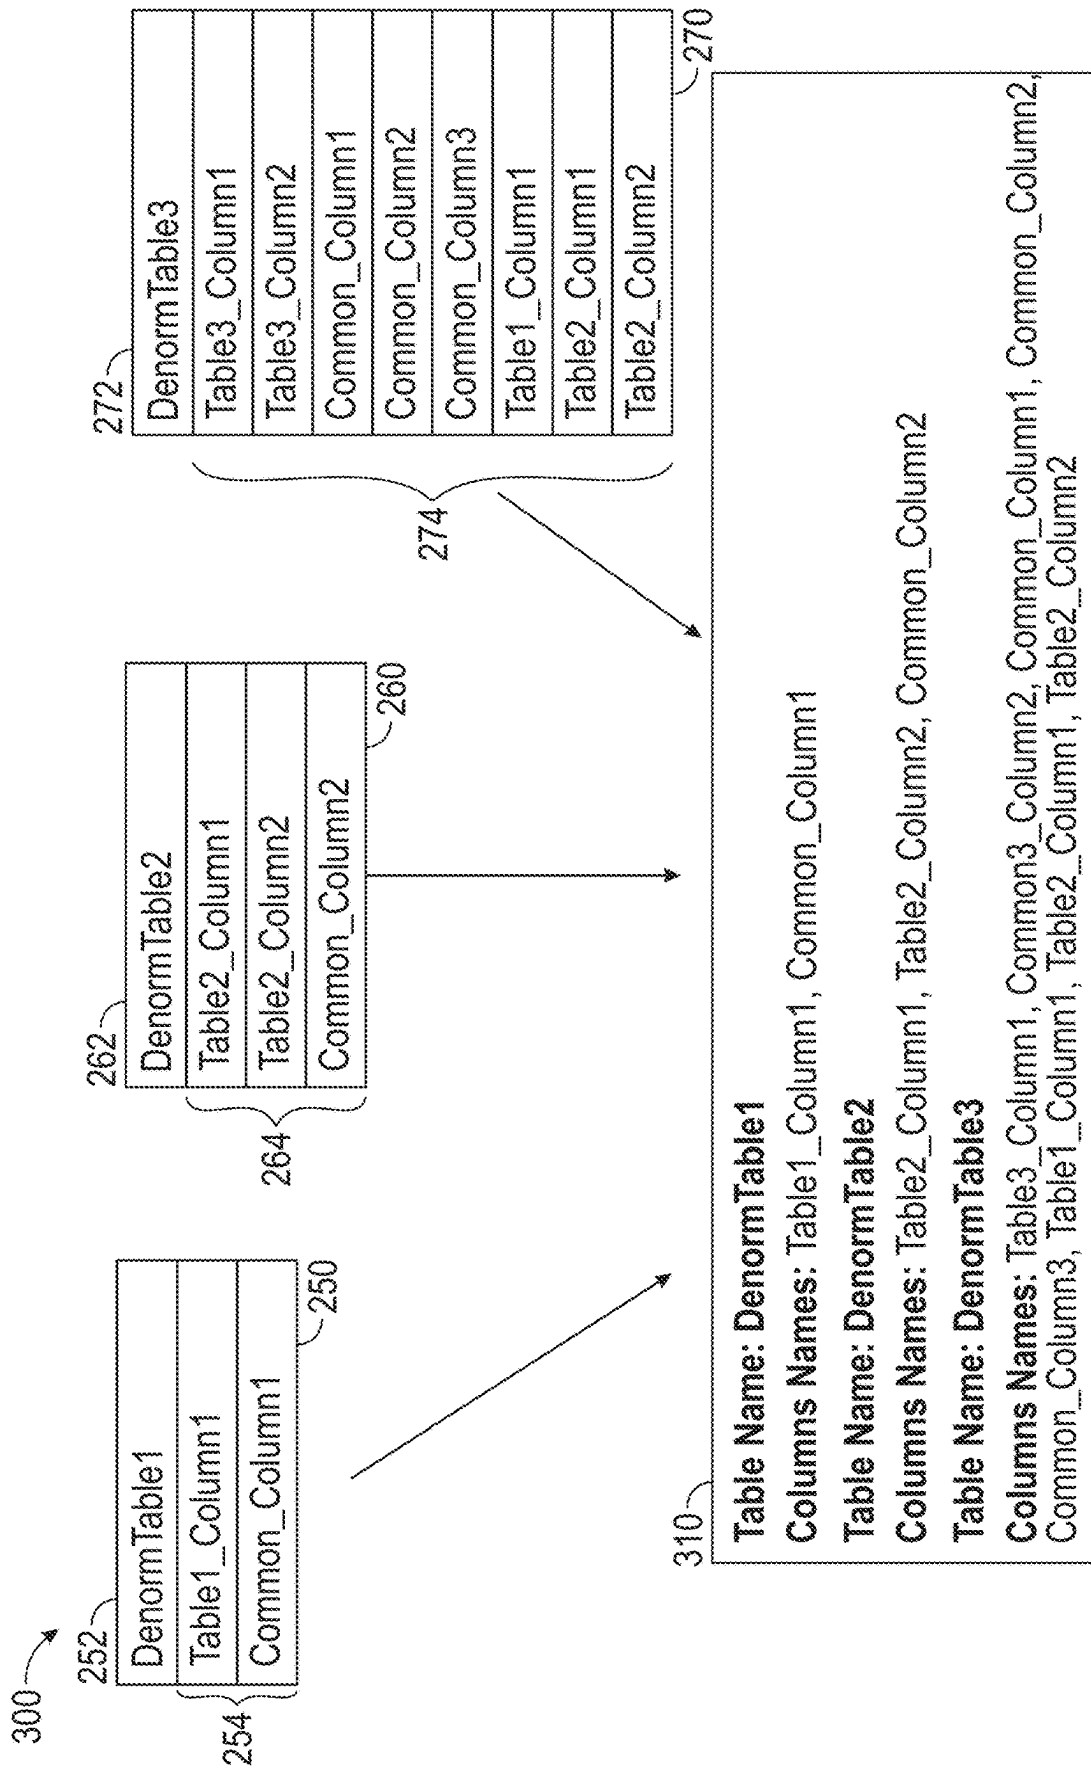 300
252
DenormTable1
Table1_Column1
Common_Column1
254
250
262
DenormTable2
Table2_Column1
Table2_Column2
Common_Column2
264
260
272
DenormTable3
Table3_Column1
Table3_Column2
Common_Column1
Common_Column2
Common_Column3
Table1_Column1
Table2_Column1
Table2_Column2
274
270
310
Table Name: DenormTable1
Columns Names: Table1_Column1, Common_Column1
Table Name: DenormTable2
Columns Names: Table2_Column1, Table2_Column2, Common_Column2
Table Name: DenormTable3
Columns Names: Table3_Column1, Common3_Column2, Common_Column1, Common_Column2,
Common_Column3, Table1_Column1, Table2_Column1, Table2_Column2